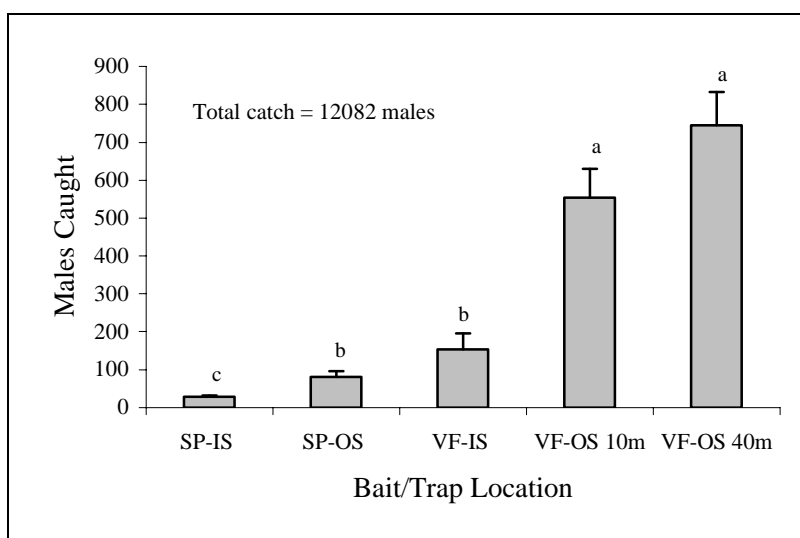 900
800
700
600
500
400
300
200
100
0
Males Caught
Total catch = 12082 males
c
b
b
a
a
SP-IS
SP-OS
VF-IS
VF-OS 10m
VF-OS 40m
Bait/Trap Location